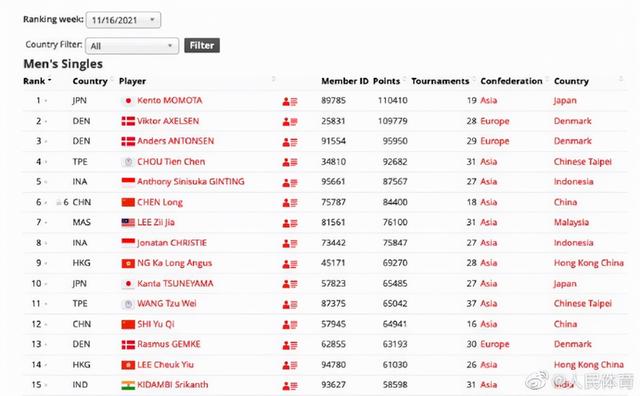 Ranking week: 11/16/2021
Country Filter: All Filter
Men's Singles
Rank Country Player Member ID Points Tournaments Confederation Country
1 JPN Kento MOMOTA 89785 110410 19 Asia Japan
2 DEN Viktor AXELSEN 25831 109779 28 Europe Denmark
3 DEN Anders ANTONSEN 91554 95950 29 Europe Denmark
4 TPE CHOU Tien Chen 34810 92682 31 Asia Chinese Taipei
5 INA Anthony Sinisuka GINTING 95661 87567 27 Asia Indonesia
6 6 CHN CHEN Long 75787 84400 18 Asia China
7 MAS LEE Zii Jia 81561 76100 31 Asia Malaysia
8 INA Jonatan CHRISTIE 73442 75847 27 Asia Indonesia
9 HKG NG Ka Long Angus 45171 69270 28 Asia Hong Kong China
10 JPN Kanta TSUNEYAMA 57823 65485 27 Asia Japan
11 TPE WANG Tzu Wei 87375 65042 37 Asia Chinese Taipei
12 CHN SHI Yu Qi 57945 64941 16 Asia China
13 DEN Rasmus GEMKE 62855 63193 30 Europe Denmark
14 HKG LEE Cheuk Yiu 94780 61030 26 Asia Hong Kong China
15 IND KIDAMBI Srikanth 93627 58598 31 Asia India
@人民体育